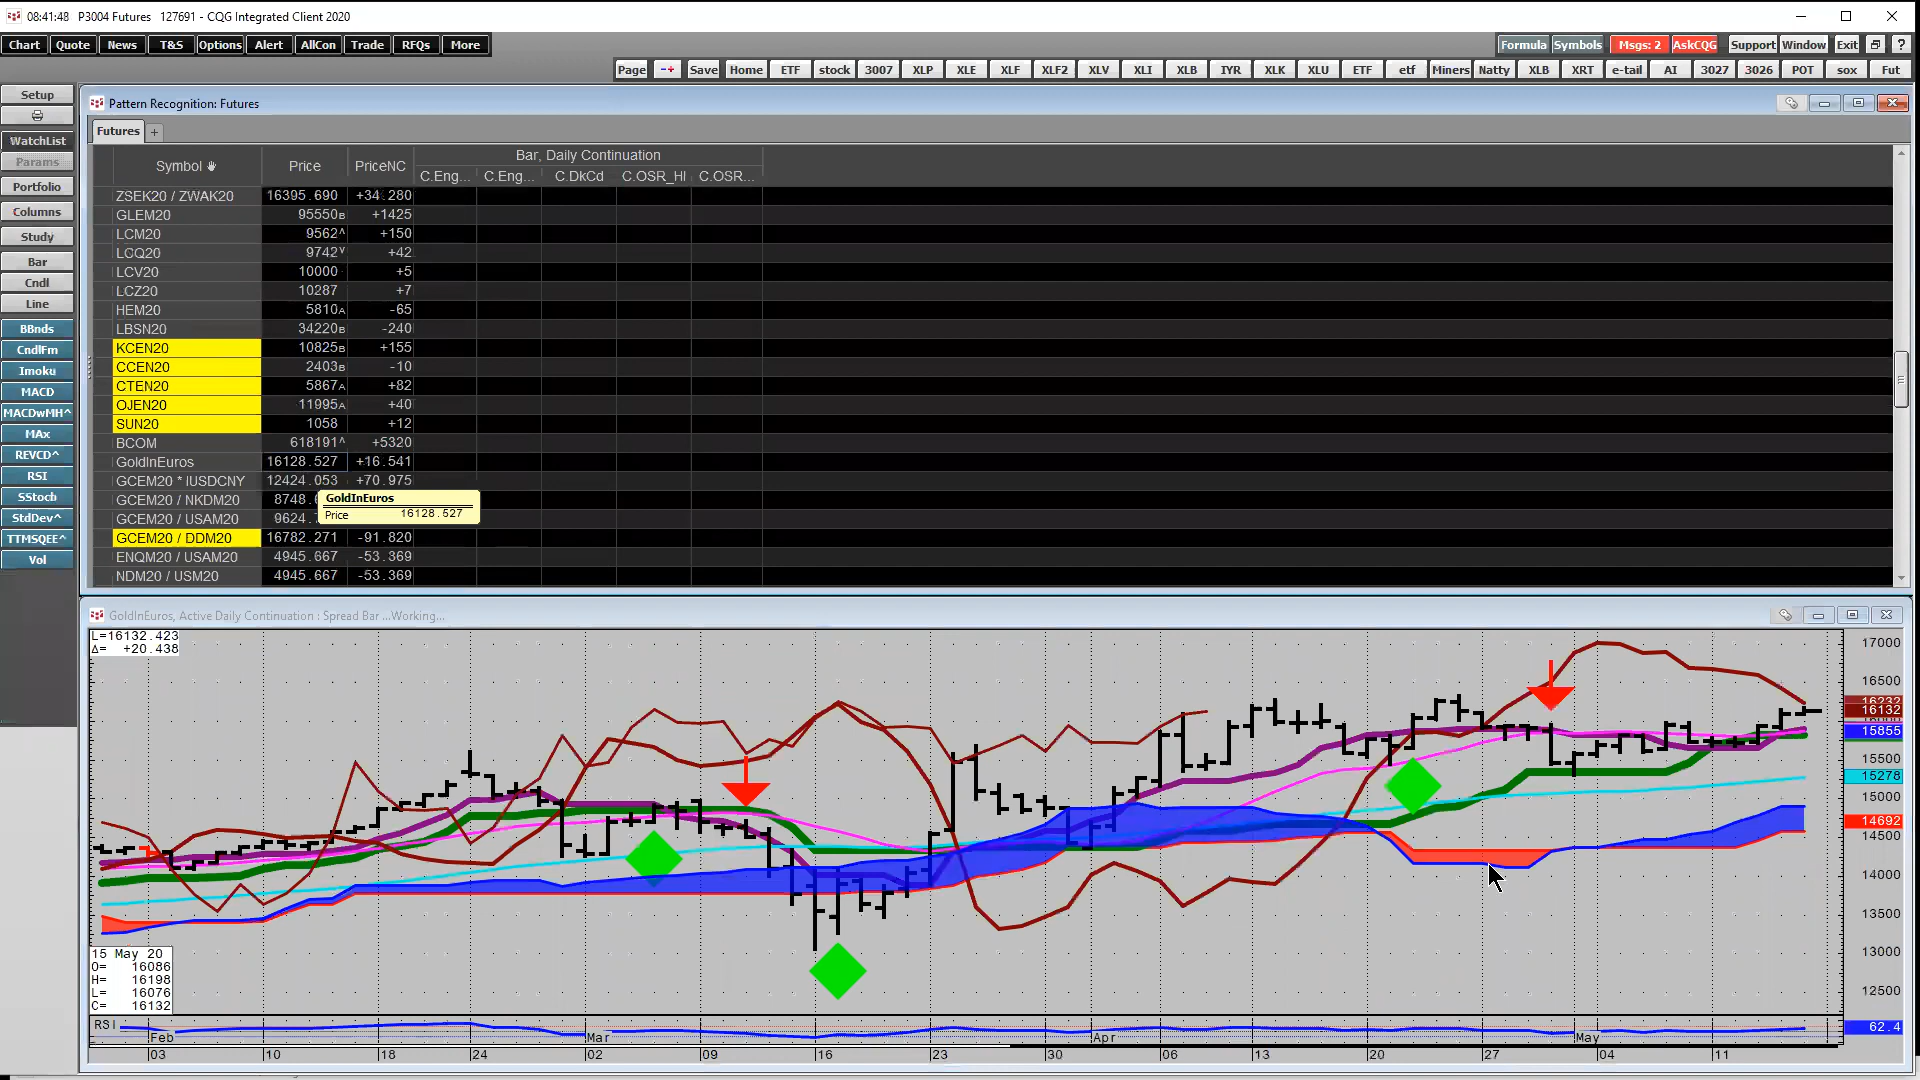 08:41:48 P3004 Futures 127691 - CQG Integrated Client 2020
Chart Quote News T&S Options Alert AllCon Trade RFQs More
Formula Symbols Msgs: 2 AskCQG Support Window Exit ?
Page -+ Save Home ETF stock 3007 XLP XLE XLF XLF2 XLV XLI XLB IYR XLK XLU ETF etf Miners Natty XLB XRT e-tail AI 3027 3026 POT sox Fut
Setup
WatchList
Params
Portfolio
Columns
Study
Bar
Cndl
Line
BBnds
CndlFm
Imoku
MACD
MACDwMH^
MAx
REVCD^
RSI
SStoch
StdDev^
TTMSQEE^
Vol
Pattern Recognition: Futures
Futures +
Symbol Price PriceNC Bar, Daily Continuation
C.Eng... C.Eng... C.DkCd C.OSR_HI C.OSR...
ZSEK20 / ZWAK20 16395.690 +34.280
GLEM20 95550B +1425
LCM20 9562^ +150
LCQ20 9742v +42
LCV20 10000 +5
LCZ20 10287 +7
HEM20 5810A -65
LBSN20 34220B -240
KCEN20 10825B +155
CCEN20 2403B -10
CTEN20 5867A +82
OJEN20 11995A +40
SUN20 1058 +12
BCOM 618191^ +5320
GoldInEuros 16128.527 +16.541
GCEM20 * IUSDCNY 12424.053 +70.975
GCEM20 / NKDM20 8748.
GCEM20 / USAM20 9624.
GoldInEuros
Price 16128.527
GCEM20 / DDM20 16782.271 -91.820
ENQM20 / USAM20 4945.667 -53.369
NDM20 / USM20 4945.667 -53.369
GoldInEuros, Active Daily Continuation : Spread Bar ...Working...
L=16132.423
Δ= +20.438
17000
16500
16232
16132
15855
15500
15278
15000
14692
14500
14000
13500
13000
12500
15 May 20
O= 16086
H= 16198
L= 16076
C= 16132
RSI
62.4
Feb Mar Apr May
03 10 18 24 02 09 16 23 30 06 13 20 27 04 11